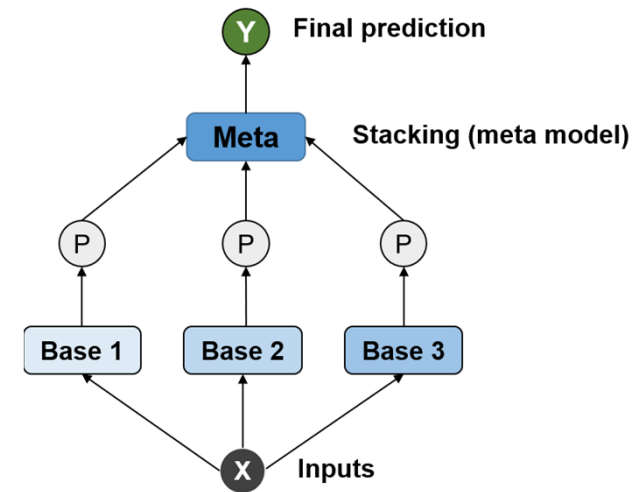 Y Final prediction
Meta Stacking (meta model)
P P P
Base 1 Base 2 Base 3
X Inputs